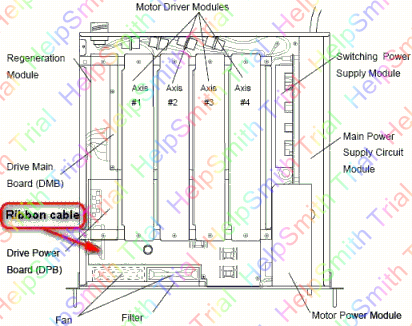 Motor Driver Modules
Regeneration
Module
Switching Power
Supply Module
Axis
#1
Axis
#2
Axis
#3
Axis
#4
Main Power
Supply Circuit
Module
Drive Main
Board (DMB)
Ribbon cable
Drive Power
Board (DPB)
Fan
Filter
Motor Power Module
HelpSmith Trial
HelpSmith Trial
HelpSmith Trial
HelpSmith Trial
HelpSmith Trial